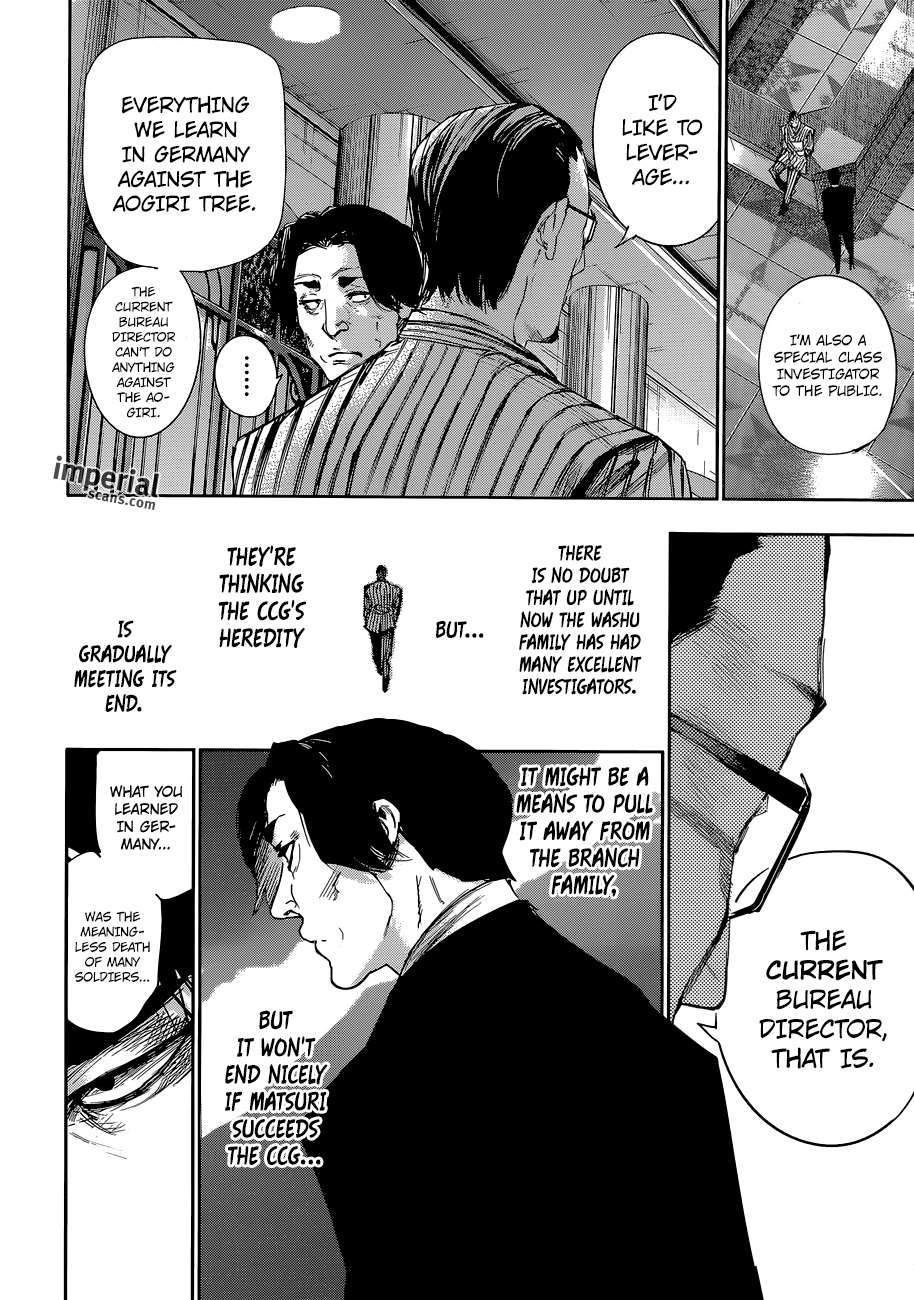 I'M ALSO A
SPECIAL CLASS
INVESTIGATOR
TO THE PUBLIC.
I'D
LIKE TO
LEVER-
AGE...
EVERYTHING
WE LEARN
IN GERMANY
AGAINST THE
AOGIRI TREE.
......
THE
CURRENT
BUREAU
DIRECTOR
CAN'T DO
ANYTHING
AGAINST
THE AO-
GIRI.
imperial
scans.com
THE
CURRENT
BUREAU
DIRECTOR,
THAT IS.
THERE
IS NO DOUBT
THAT UP UNTIL
NOW THE WASHU
FAMILY HAS HAD
MANY EXCELLENT
INVESTIGATORS.
BUT...
THEY'RE
THINKING
THE CCG'S
HEREDITY
IS
GRADUALLY
MEETING ITS
END.
IT MIGHT BE A
MEANS TO PULL
IT AWAY FROM
THE BRANCH
FAMILY,
BUT
IT WON'T
END NICELY
IF MATSURI
SUCCEEDS
THE CCG...
WHAT YOU
LEARNED
IN GER-
MANY...
WAS THE
MEANING-
LESS DEATH
OF MANY
SOLDIERS...